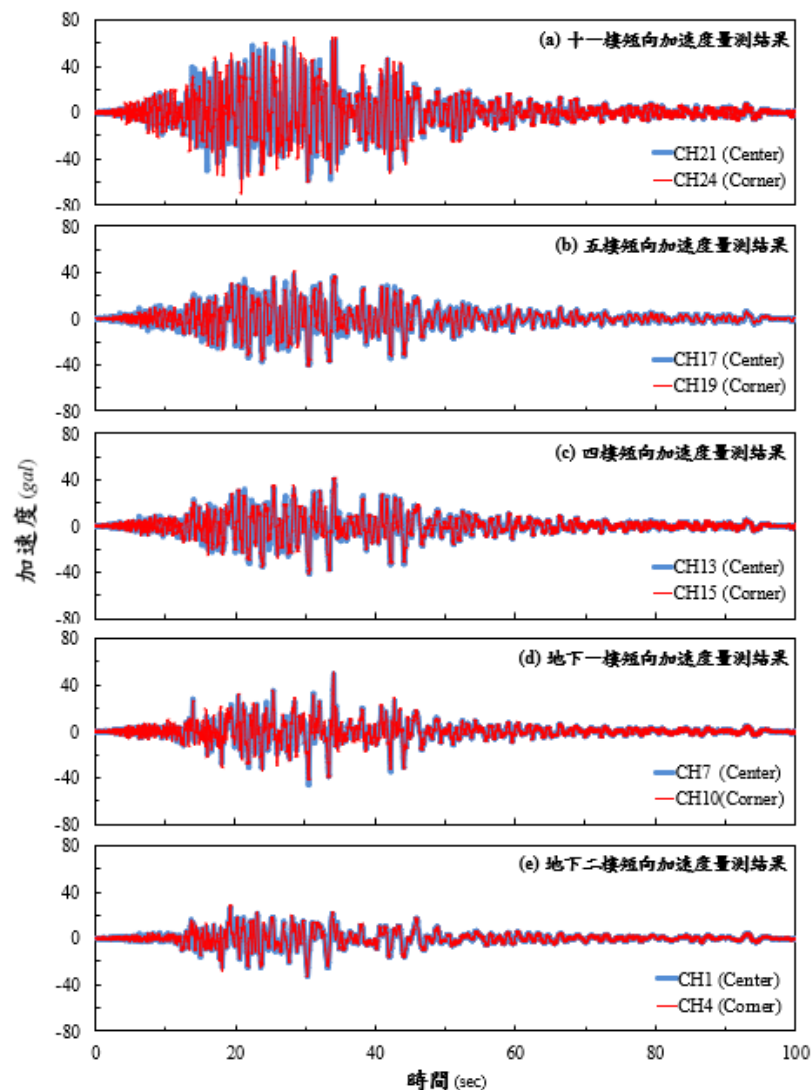 80
(a) 十一樓短向加速度量測結果
40
0
-40
CH21 (Center)
CH24 (Corner)
-80
0 20 40 60 80 100
80
(b) 五樓短向加速度量測結果
40
0
-40
CH17 (Center)
CH19 (Corner)
-80
80
(c) 四樓短向加速度量測結果
40
0
-40
CH13 (Center)
CH15 (Corner)
-80
加速度 (gal)
80
(d) 地下一樓短向加速度量測結果
40
0
-40
CH7 (Center)
CH10(Corner)
-80
80
(e) 地下二樓短向加速度量測結果
40
0
-40
CH1 (Center)
CH4 (Corner)
-80
0 20 40 60 80 100
時間 (sec)